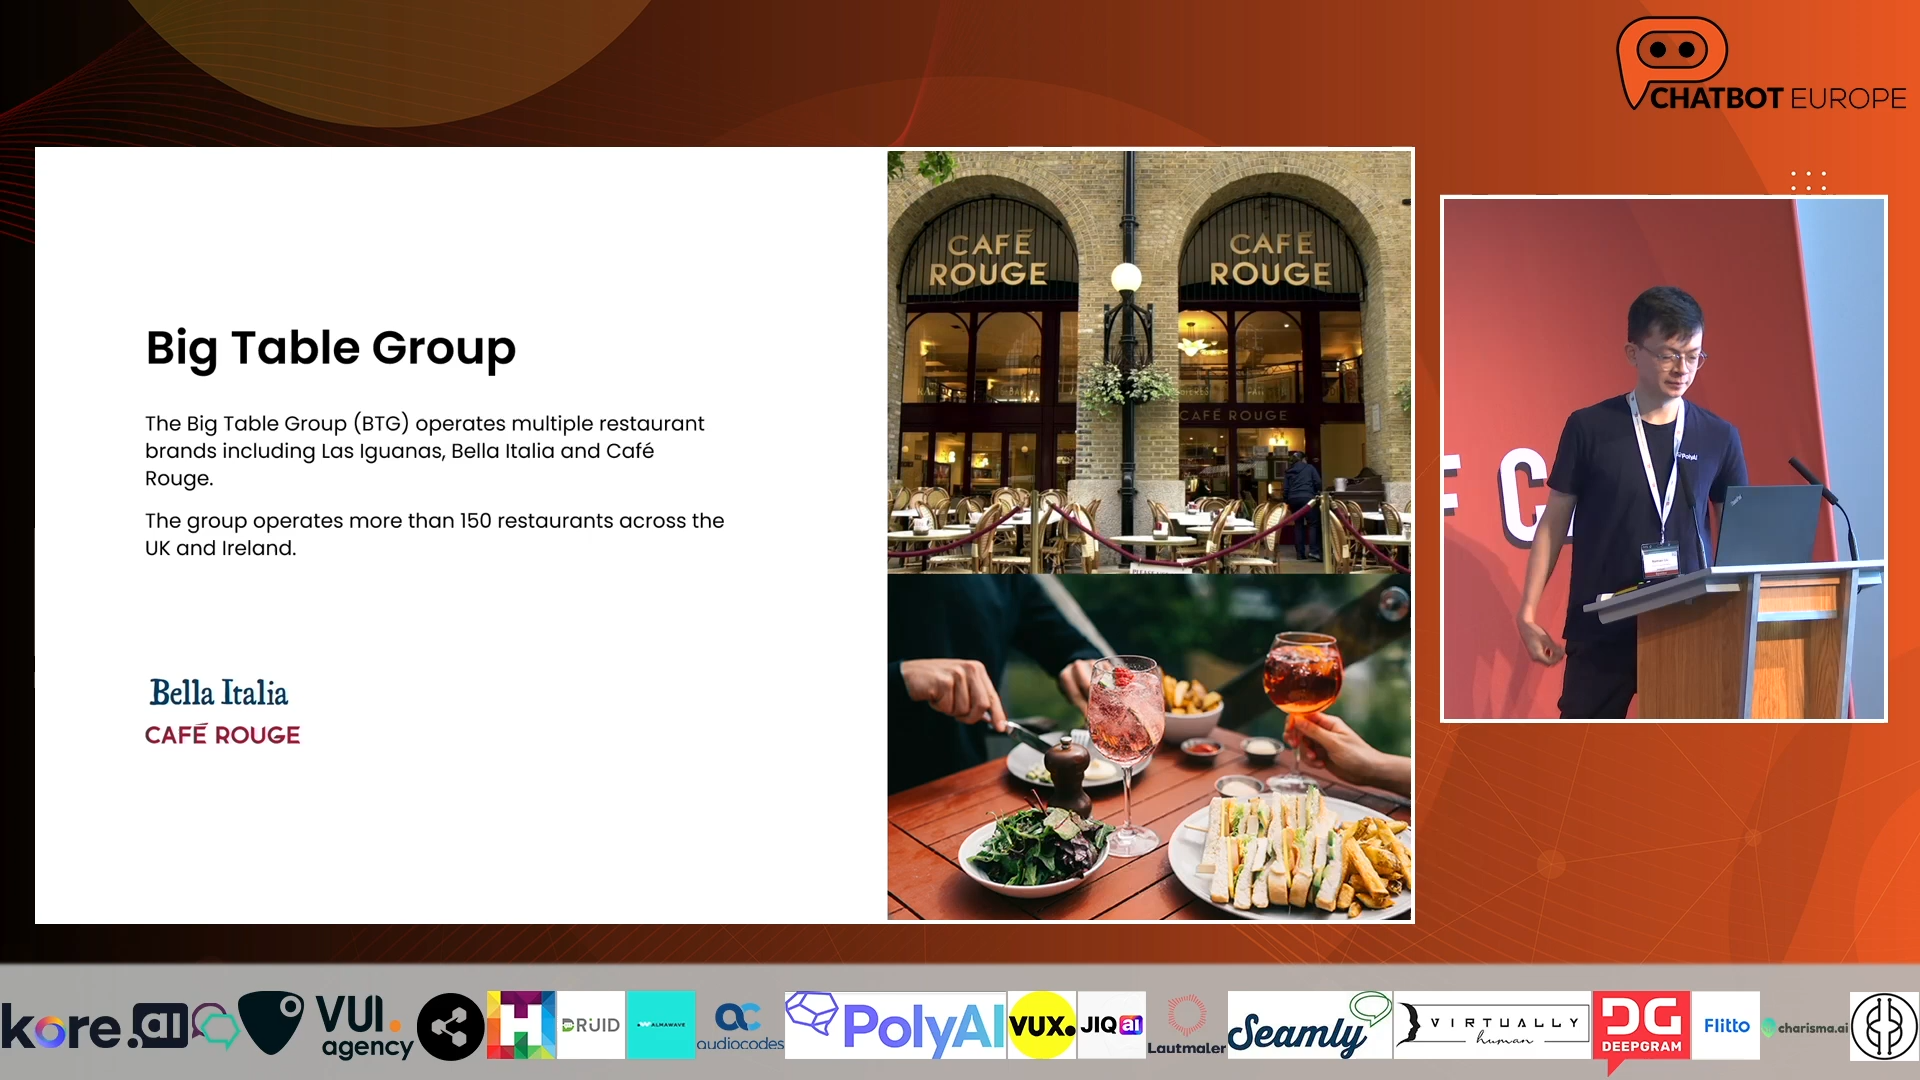 CHATBOT EUROPE
Big Table Group
The Big Table Group (BTG) operates multiple restaurant
brands including Las Iguanas, Bella Italia and Café
Rouge.
The group operates more than 150 restaurants across the
UK and Ireland.
Bella Italia
CAFÉ ROUGE
CAFÉ
ROUGE
CAFÉ
ROUGE
CAFÉ ROUGE
PolyAI
kore.ai
VUI.
agency
H
DRUID
ALMAWAVE
ac
audiocodes
PolyAI
VUX.
JIQ ai
Lautmaler
Seamly
VIRTUALLY
human
DG
DEEPGRAM
Flitto
charisma.ai